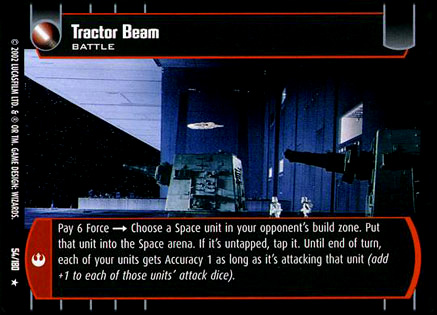 Tractor Beam
BATTLE
© 2002 LUCASFILM LTD. & ® OR TM. GAME DESIGN: WIZARDS.
54/180
Pay 6 Force → Choose a Space unit in your opponent's build zone. Put
that unit into the Space arena. If it's untapped, tap it. Until end of turn,
each of your units gets Accuracy 1 as long as it's attacking that unit (add
+1 to each of those units' attack dice).